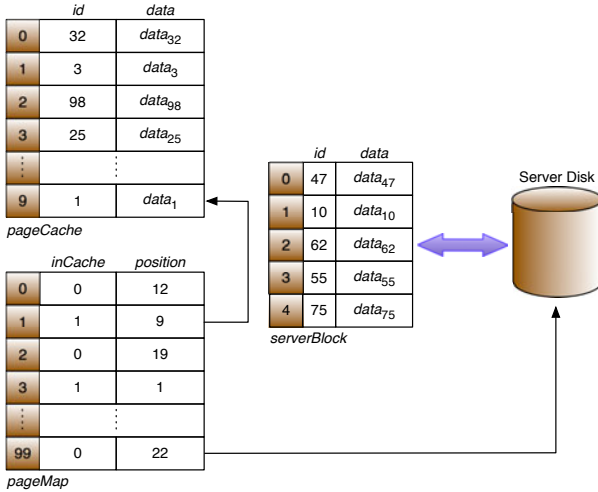 id data
0 32 data32
1 3 data3
2 98 data98
3 25 data25
⋮ ⋮
9 1 data1
pageCache
inCache position
0 0 12
1 1 9
2 0 19
3 1 1
⋮ ⋮
99 0 22
pageMap
id data
0 47 data47
1 10 data10
2 62 data62
3 55 data55
4 75 data75
serverBlock
Server Disk